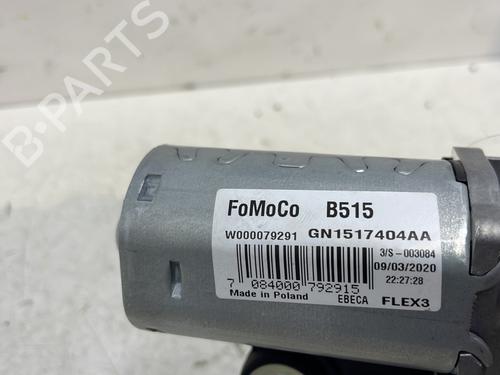 B-PARTS
FoMoCo B515
W000079291 GN1517404AA
3/S-003084
09/03/2020
22:27:28
7 084000 792915
Made in Poland EBECA FLEX3